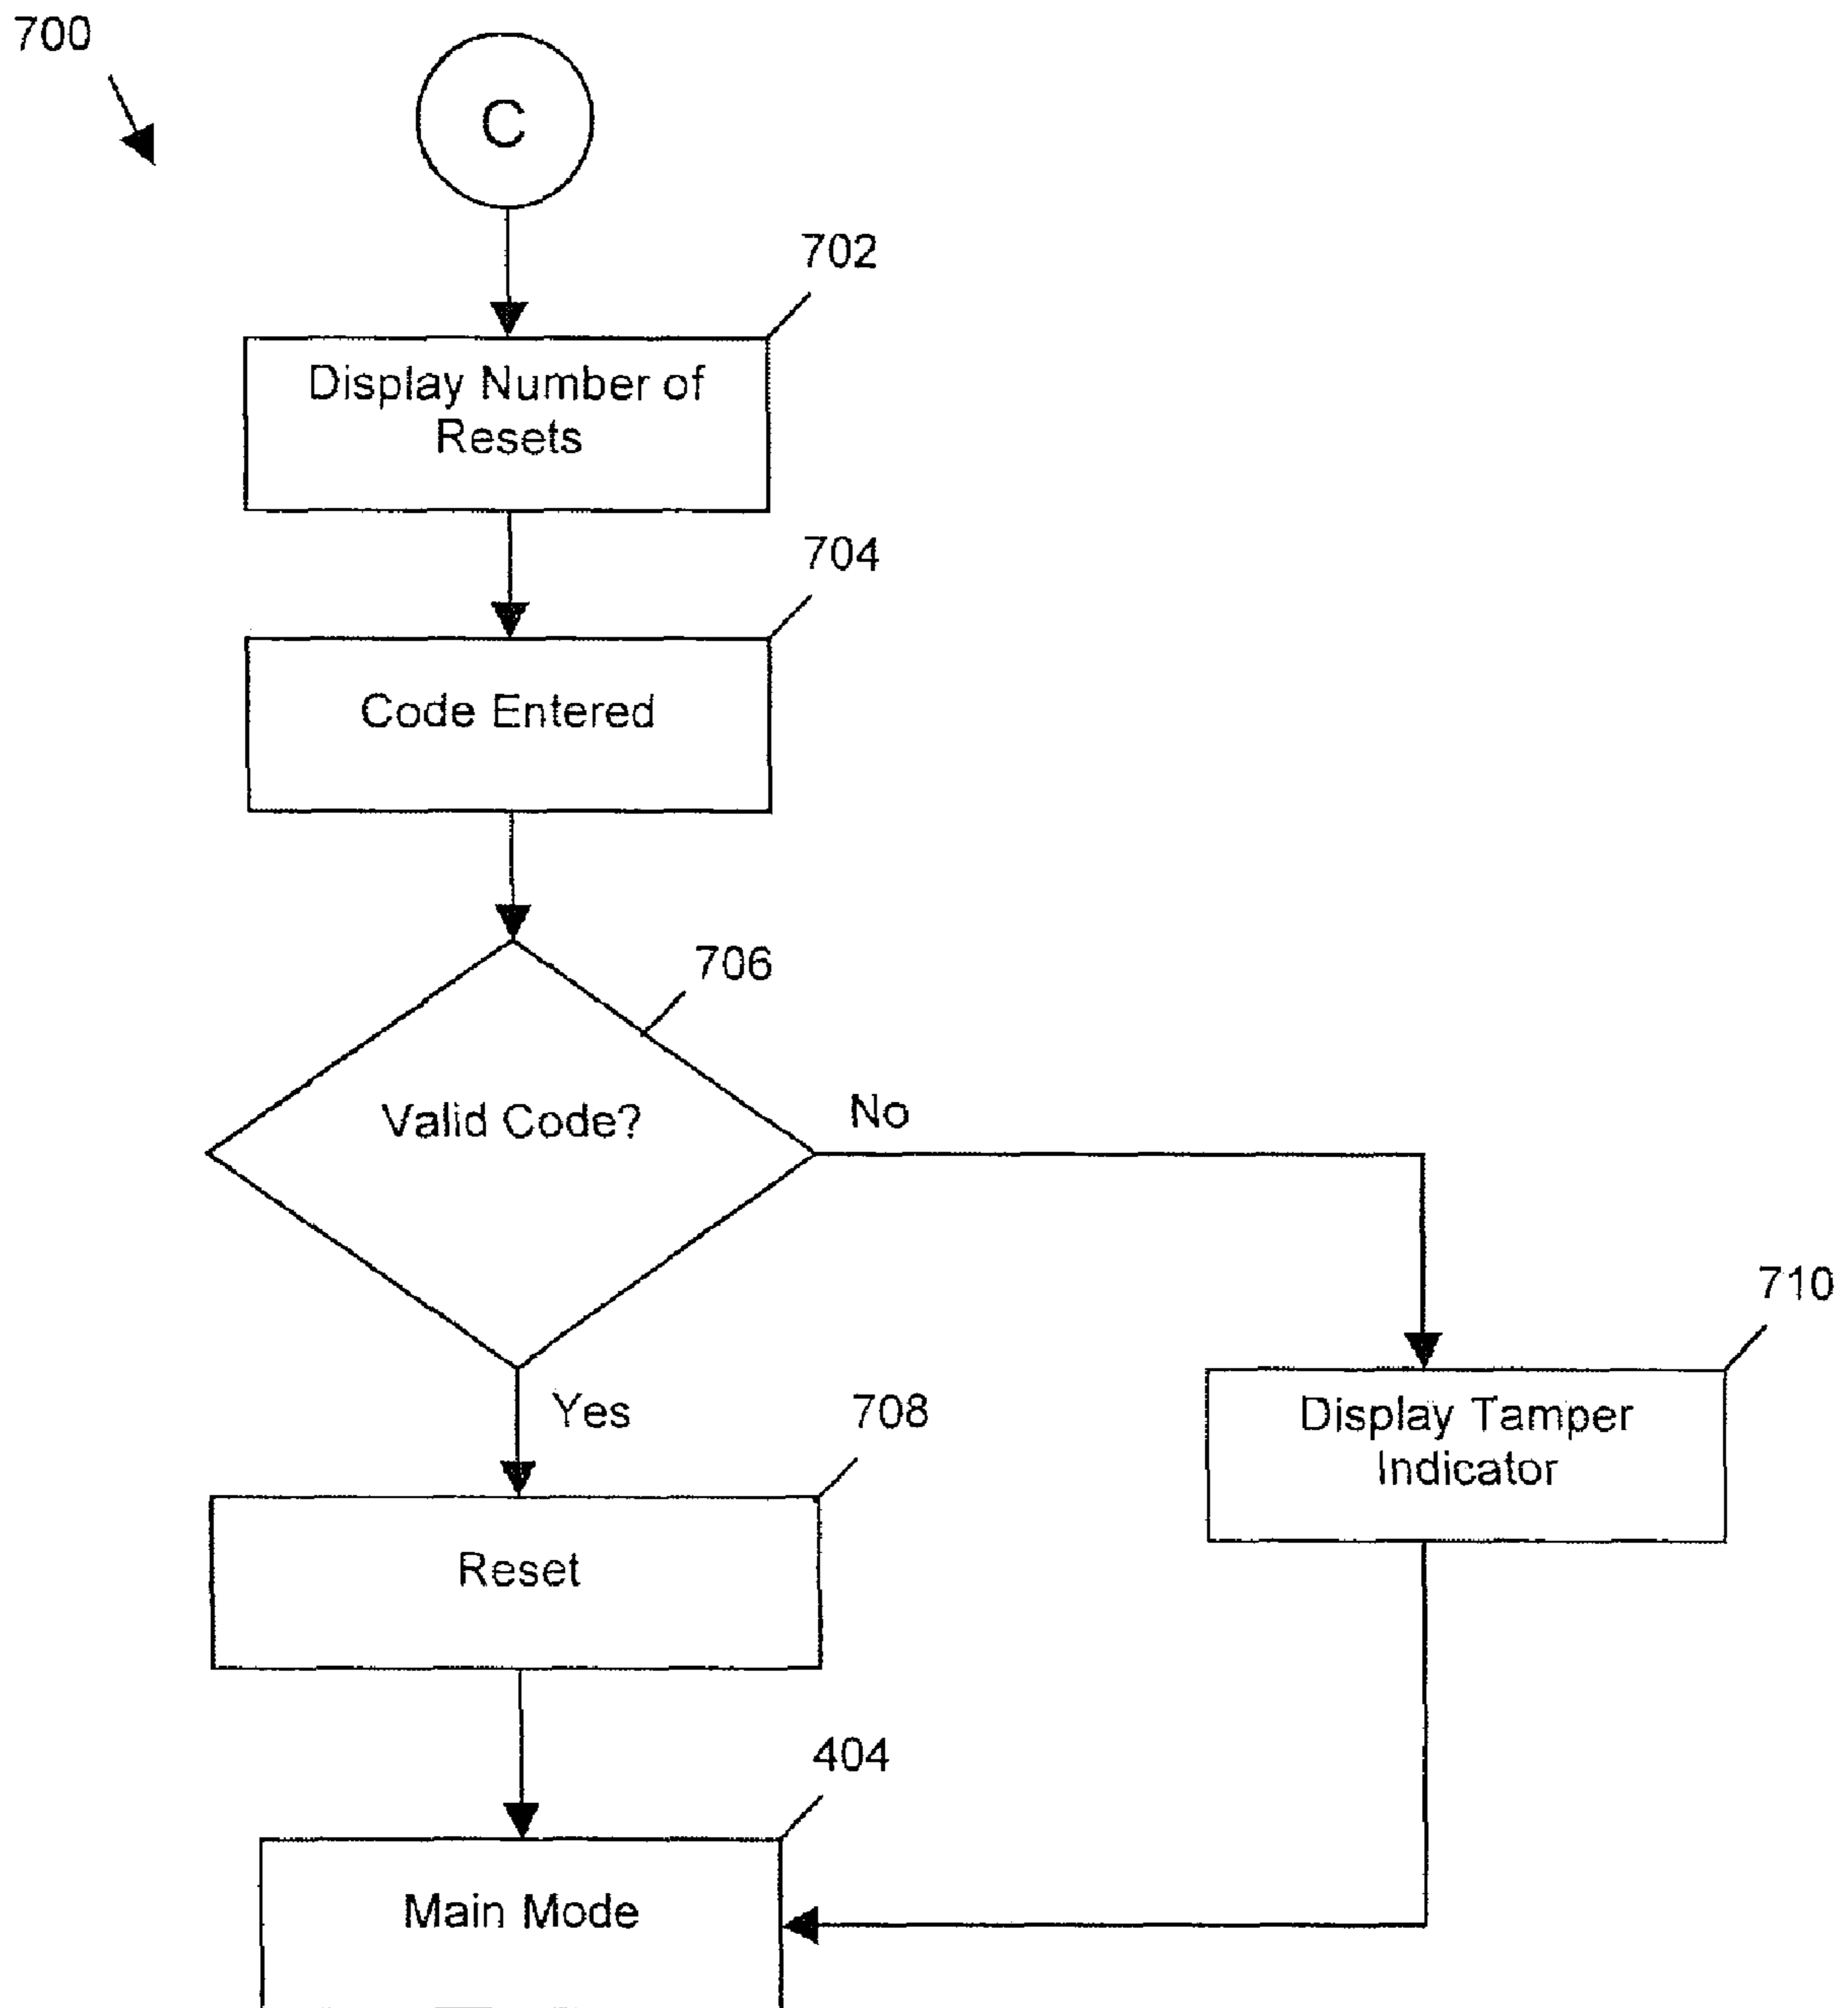 700
C
702
Display Number of
Resets
704
Code Entered
706
Valid Code?
No
710
Display Tamper
Indicator
Yes
708
Reset
404
Main Mode